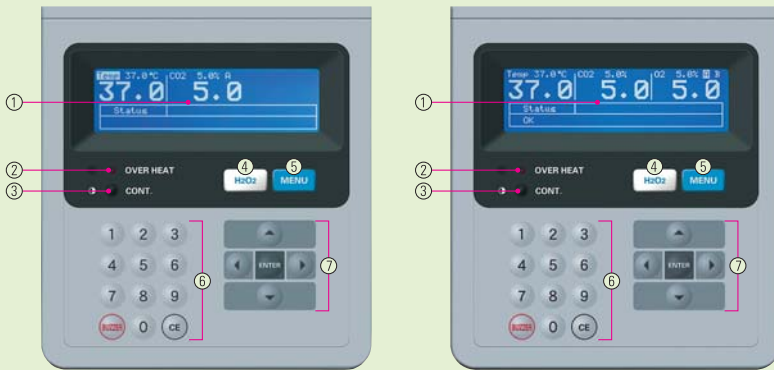 Temp 37.0°C CO2 5.0% A
37.0 5.0
Status
① 
② OVER HEAT
③ CONT.
④ ⑤
H2O2 MENU
1 2 3
4 5 6
7 8 9
BUZZER 0 CE
⑥
ENTER
⑦
Temp 37.0°C CO2 5.0% O2 5.0% A B
37.0 5.0 5.0
Status
OK
①
② OVER HEAT
③ CONT.
④ ⑤
H2O2 MENU
1 2 3
4 5 6
7 8 9
BUZZER 0 CE
⑥
ENTER
⑦